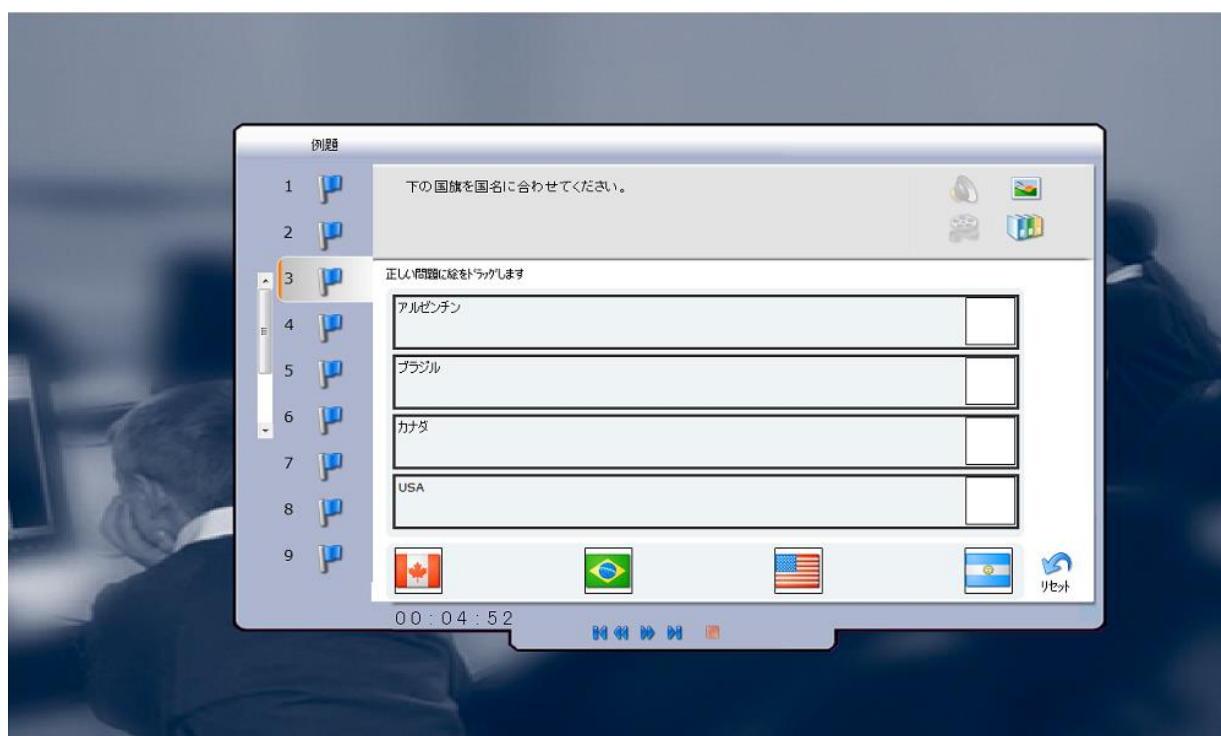 例題
1
2
3
4
5
6
7
8
9
下の国旗を国名に合わせてください。
正しい問題に絵をドラッグします
アルゼンチン
ブラジル
カナダ
USA
リセット
00:04:52